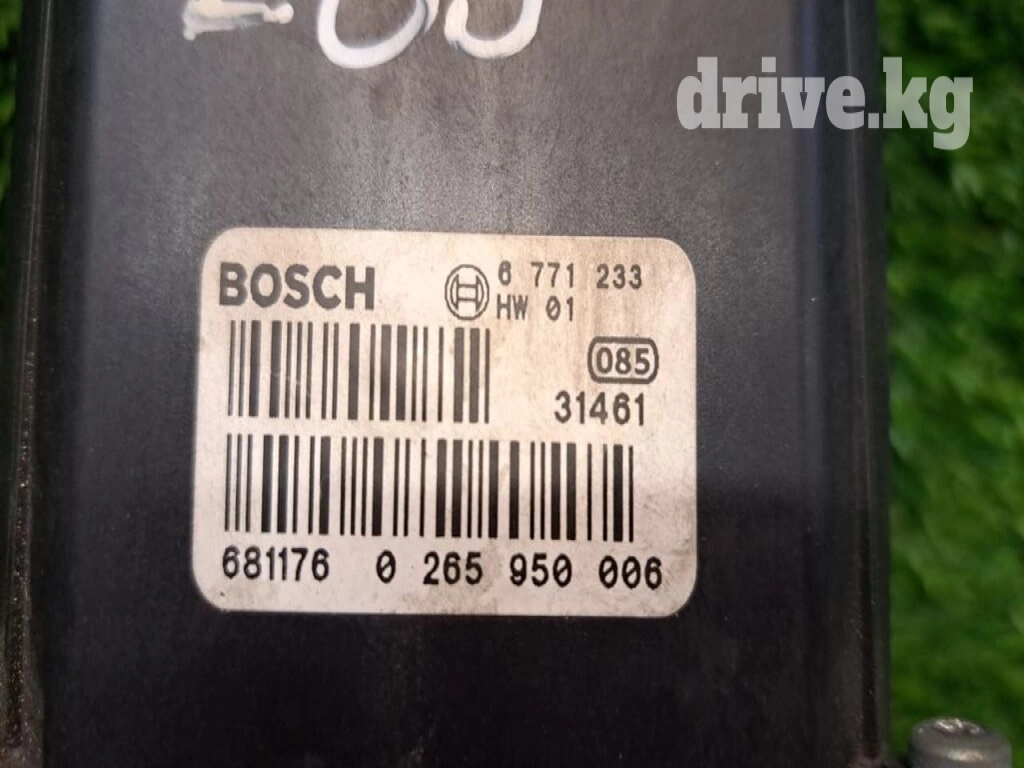 drive.kg
BOSCH 6 771 233
HW 01
085
31461
681176 0 265 950 006